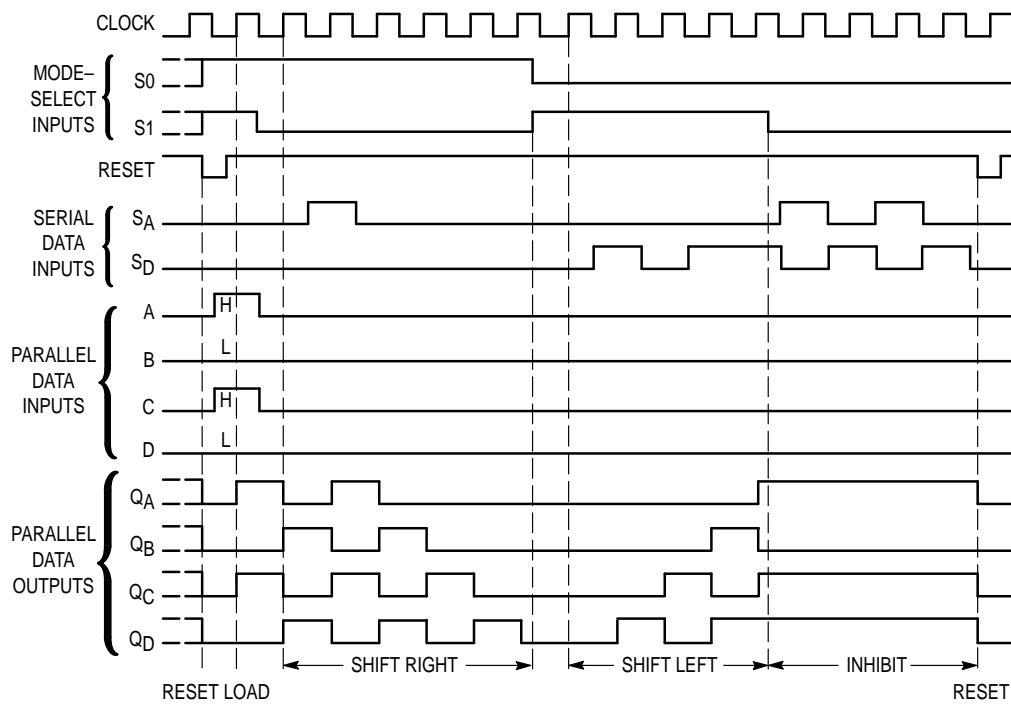 CLOCK
MODE–
SELECT
INPUTS
S0
S1
RESET
SERIAL
DATA
INPUTS
SA
SD
PARALLEL
DATA
INPUTS
A
H
B
L
C
H
D
L
PARALLEL
DATA
OUTPUTS
QA
QB
QC
QD
SHIFT RIGHT
SHIFT LEFT
INHIBIT
RESET LOAD
RESET